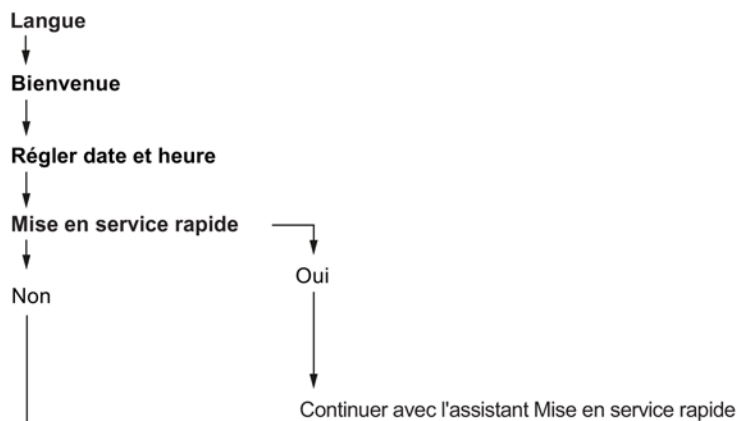 Langue
Bienvenue
Régler date et heure
Mise en service rapide
Oui
Non
Continuer avec l'assistant Mise en service rapide